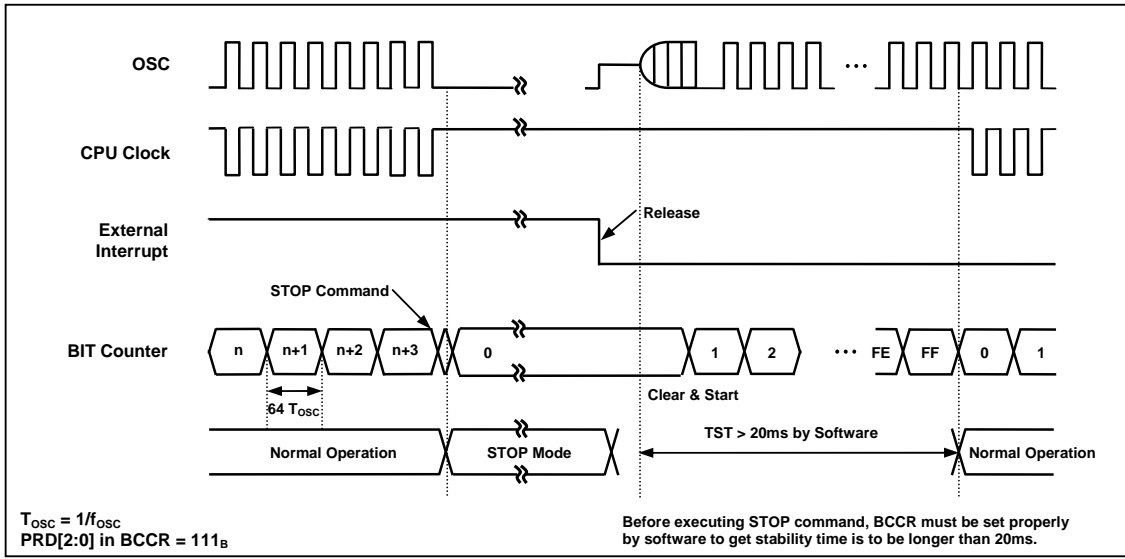 OSC
...
CPU Clock
Release
External
Interrupt
STOP Command
BIT Counter
n n+1 n+2 n+3 0 1 2 ... FE FF 0 1
64 TOSC
Clear & Start
TST > 20ms by Software
Normal Operation STOP Mode Normal Operation
TOSC = 1/fOSC
PRD[2:0] in BCCR = 111B
Before executing STOP command, BCCR must be set properly
by software to get stability time is to be longer than 20ms.